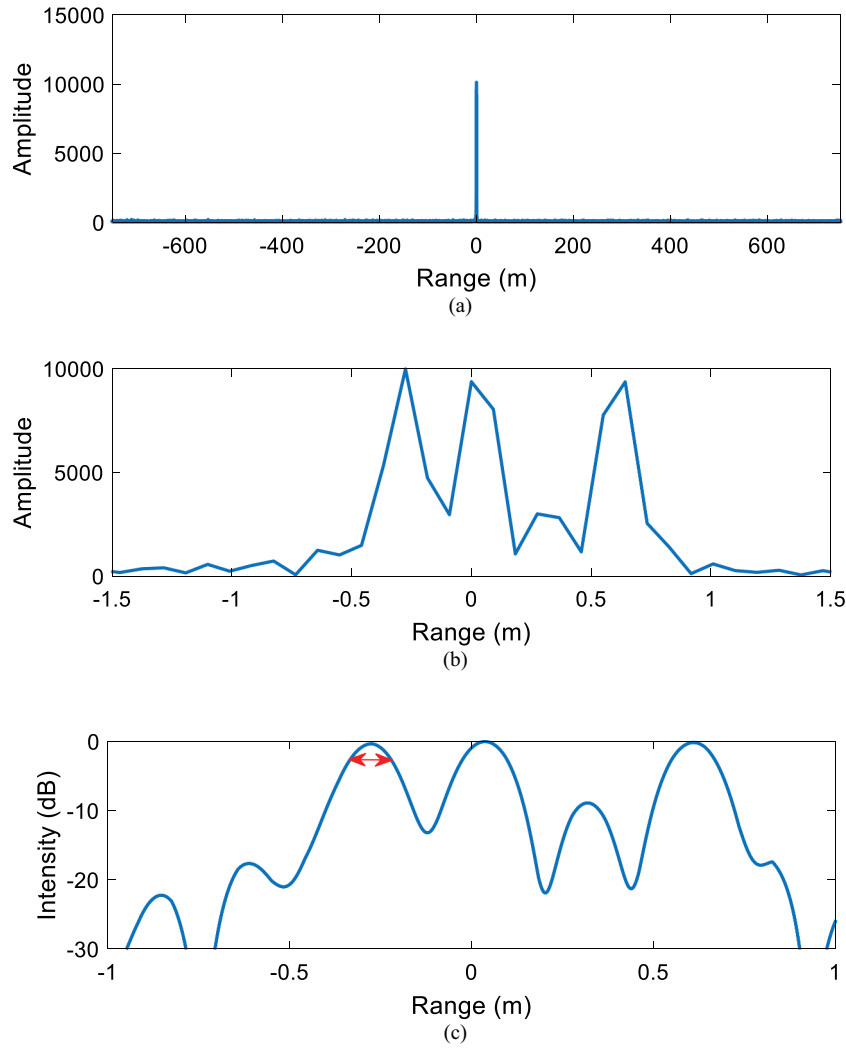 15000
10000
5000
0
Amplitude
-600 -400 -200 0 200 400 600
Range (m)
(a)
10000
5000
0
Amplitude
-1.5 -1 -0.5 0 0.5 1 1.5
Range (m)
(b)
0
-10
-20
-30
Intensity (dB)
-1 -0.5 0 0.5 1
Range (m)
(c)